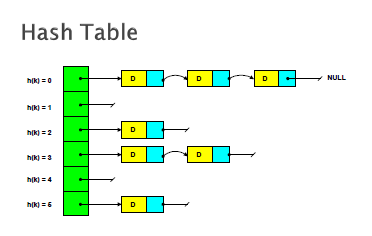 Hash Table
h(k) = 0 D D D NULL
h(k) = 1
h(k) = 2 D
h(k) = 3 D D
h(k) = 4
h(k) = 5 D